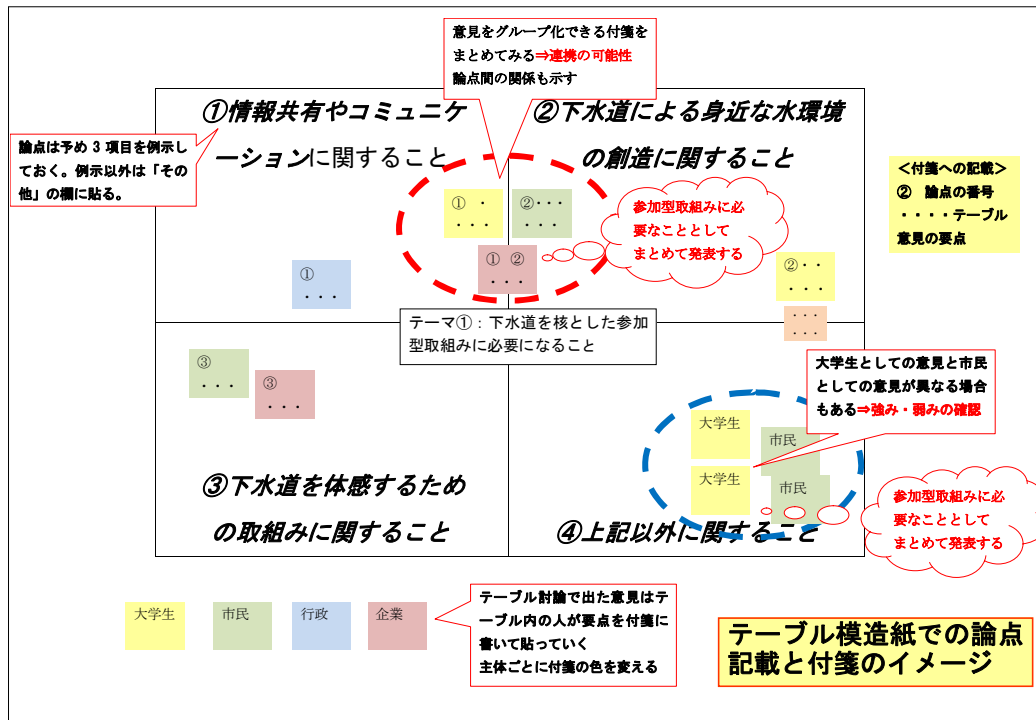 意見をグループ化できる付箋を
まとめてみる⇒連携の可能性
論点間の関係も示す
①情報共有やコミュニケ
ーションに関すること
②下水道による身近な水環境
の創造に関すること
論点は予め3項目を例示し
ておく。例示以外は「その
他」の欄に貼る。
<付箋への記載>
② 論点の番号
・・・・テーブル
意見の要点
① ・
・・・
②・・・
・・・
① ②
・・・
参加型取組みに必
要なこととして
まとめて発表する
①
・・・
②・・
・・・
・・・
・・・
テーマ①：下水道を核とした参加
型取組みに必要になること
③
・・・
③
・・・
大学生としての意見と市民
としての意見が異なる場合
もある⇒強み・弱みの確認
大学生
市民
大学生
市民
③下水道を体感するため
の取組みに関すること
④上記以外に関すること
参加型取組みに必
要なこととして
まとめて発表する
大学生
市民
行政
企業
テーブル討論で出た意見はテ
ーブル内の人が要点を付箋に
書いて貼っていく
主体ごとに付箋の色を変える
テーブル模造紙での論点
記載と付箋のイメージ